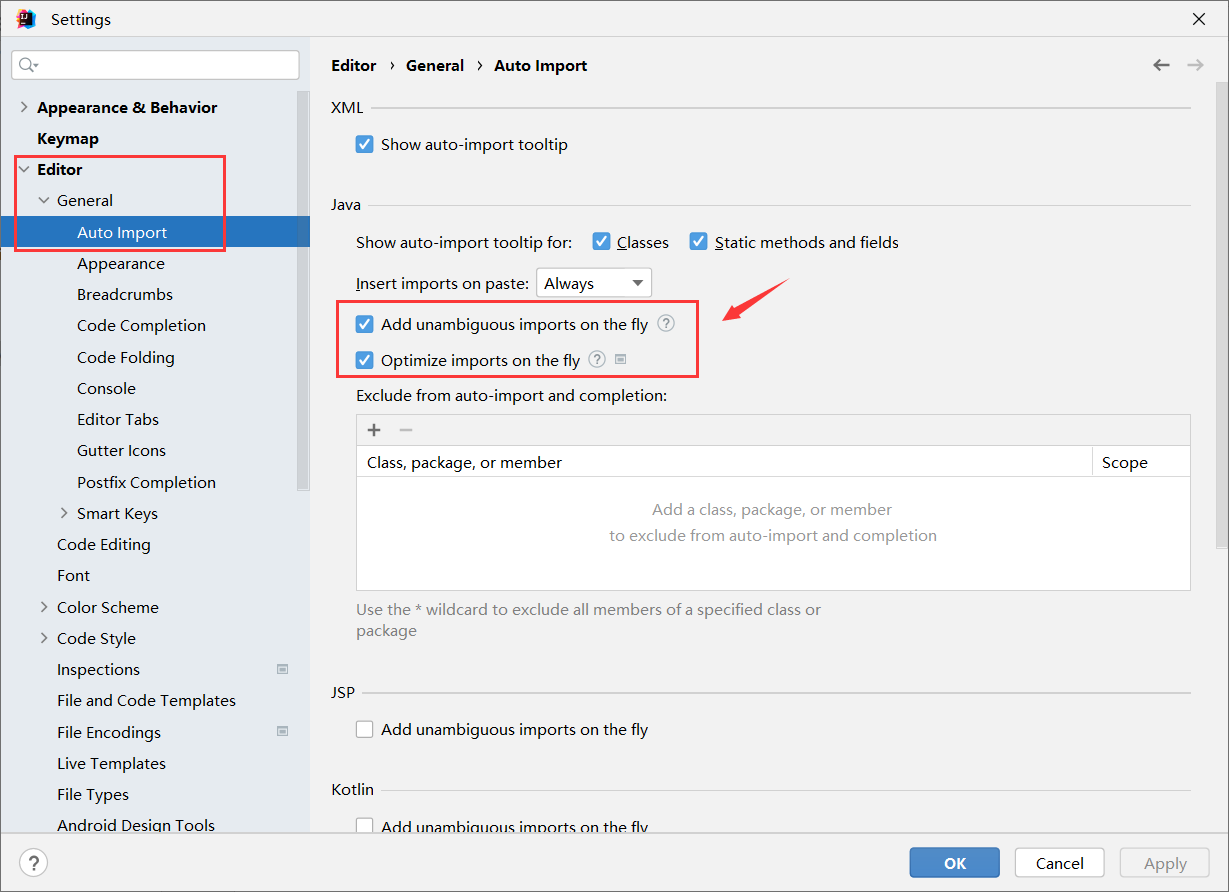 Settings
Appearance & Behavior
Keymap
Editor
General
Auto Import
Appearance
Breadcrumbs
Code Completion
Code Folding
Console
Editor Tabs
Gutter Icons
Postfix Completion
Smart Keys
Code Editing
Font
Color Scheme
Code Style
Inspections
File and Code Templates
File Encodings
Live Templates
File Types
Android Design Tools
Editor › General › Auto Import
XML
Show auto-import tooltip
Java
Show auto-import tooltip for: Classes Static methods and fields
Insert imports on paste: Always
Add unambiguous imports on the fly ?
Optimize imports on the fly ?
Exclude from auto-import and completion:
Class, package, or member Scope
Add a class, package, or member
to exclude from auto-import and completion
Use the * wildcard to exclude all members of a specified class or
package
JSP
Add unambiguous imports on the fly
Kotlin
Add unambiguous imports on the fly
? OK Cancel Apply